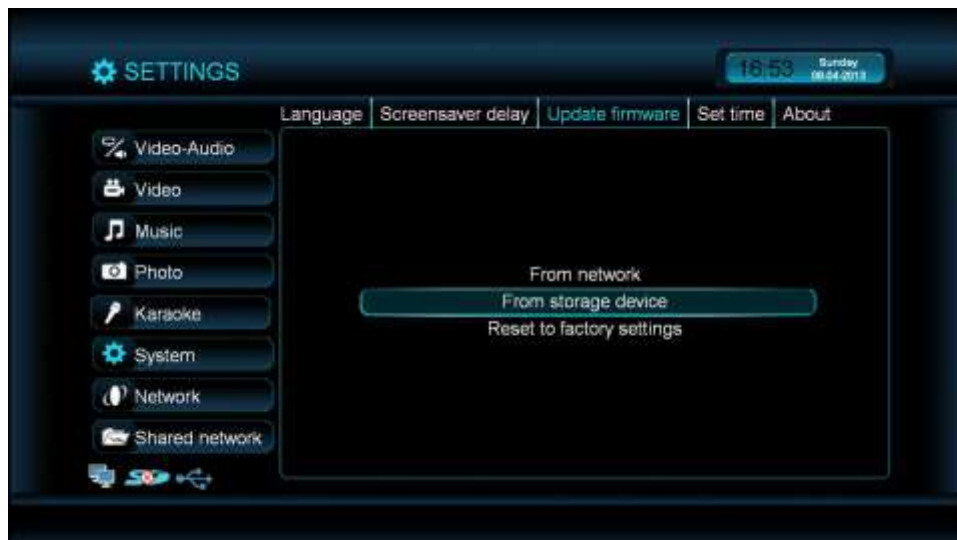 SETTINGS
16:53
Sunday
Language Screensaver delay Update firmware Set time About
Video-Audio
Video
Music
Photo
Karaoke
System
Network
Shared network
From network
From storage device
Reset to factory settings